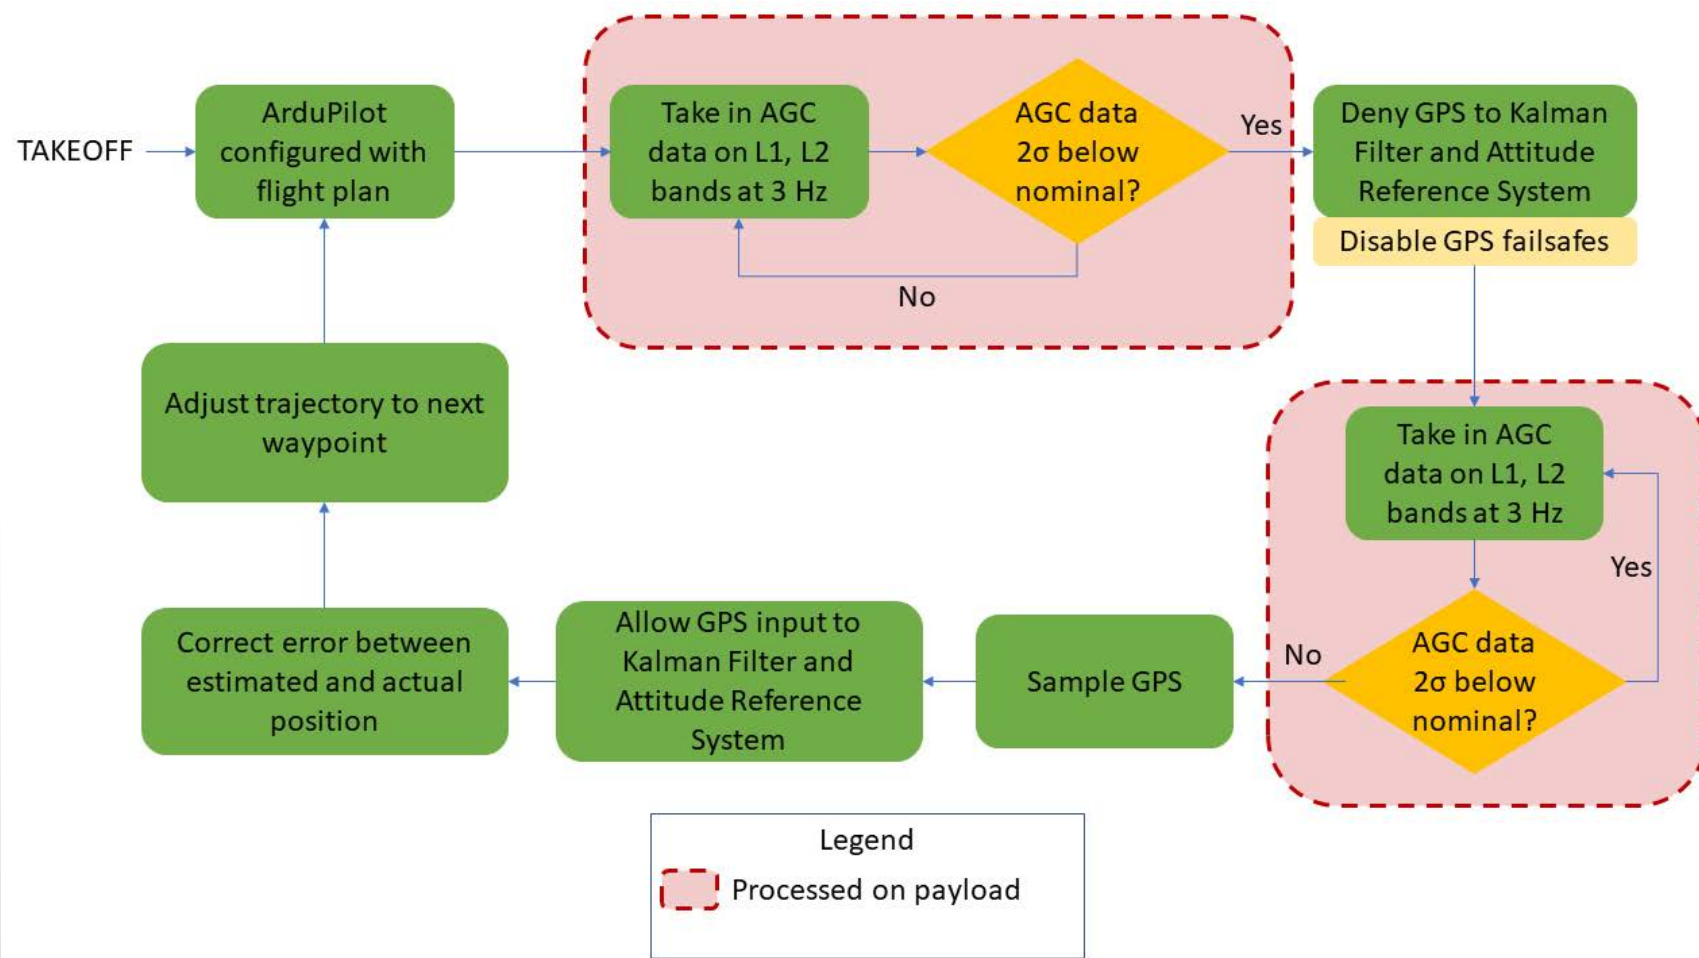 TAKEOFF
ArduPilot
configured with
flight plan
Take in AGC
data on L1, L2
bands at 3 Hz
AGC data
2σ below
nominal?
Yes
No
Deny GPS to Kalman
Filter and Attitude
Reference System
Disable GPS failsafes
Take in AGC
data on L1, L2
bands at 3 Hz
Yes
AGC data
2σ below
nominal?
No
Sample GPS
Allow GPS input to
Kalman Filter and
Attitude Reference
System
Correct error between
estimated and actual
position
Adjust trajectory to next
waypoint
Legend
Processed on payload